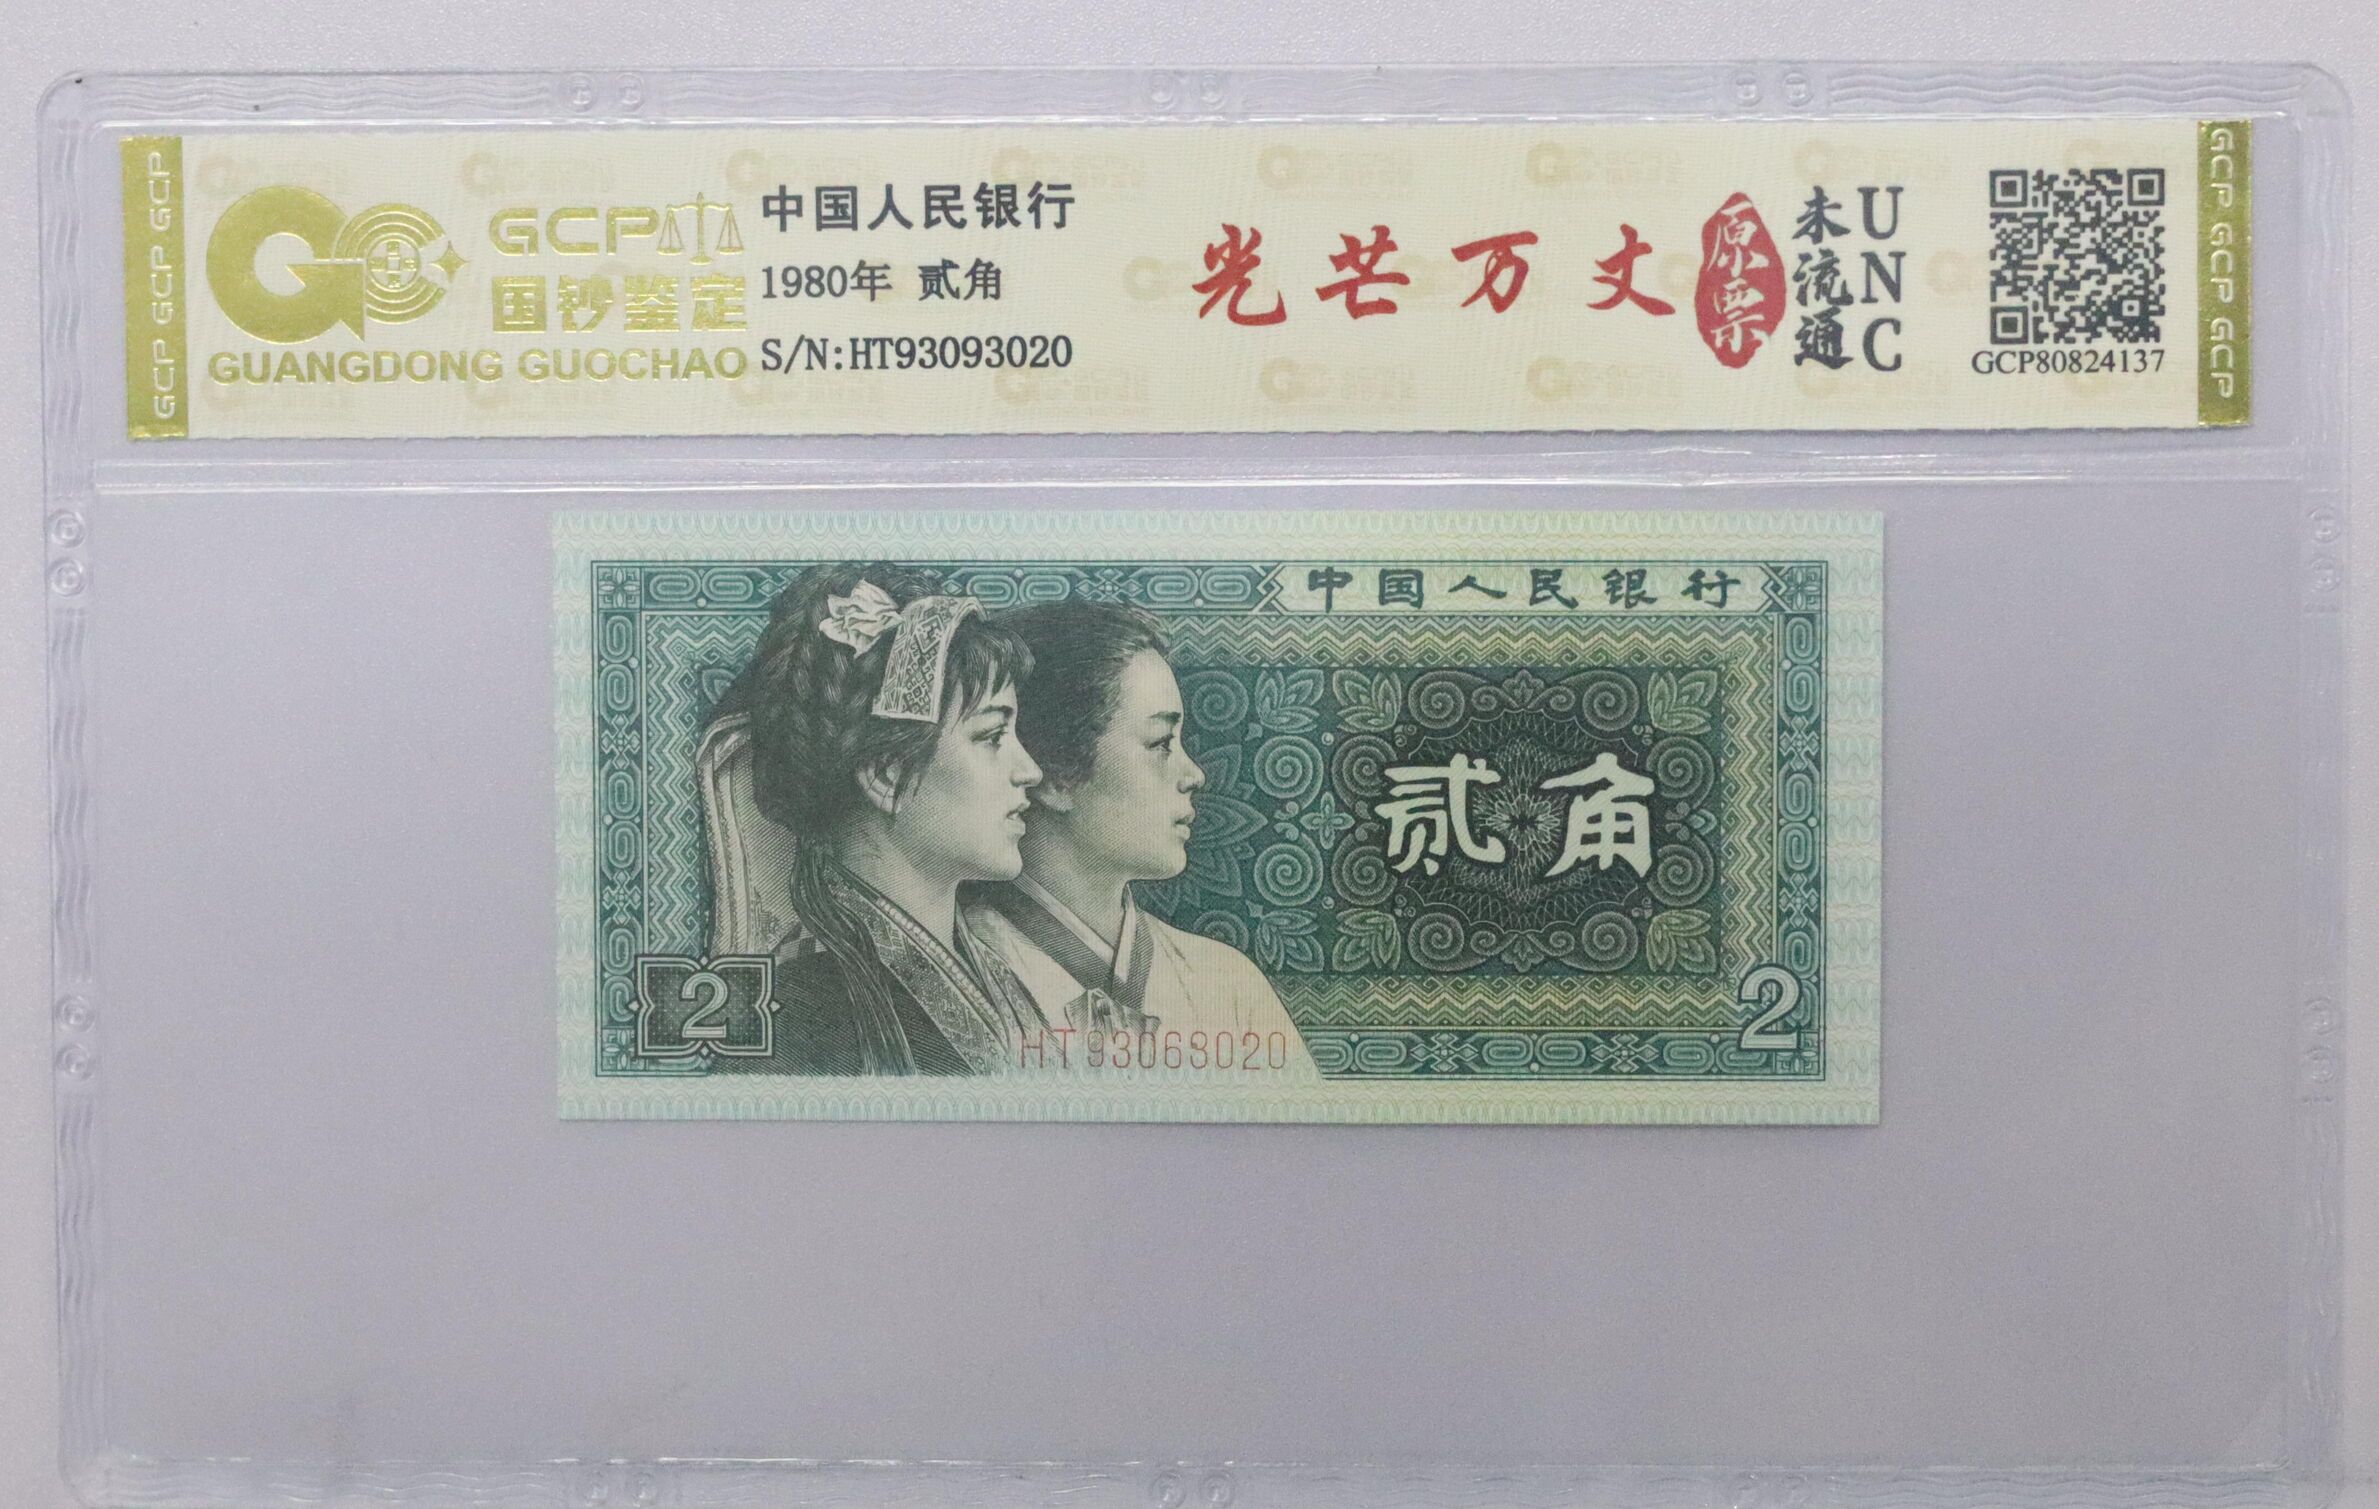 GCP GCP GCP
GCP
国钞鉴定
GUANGDONG GUOCHAO
中国人民银行
1980年 贰角
S/N:HT93093020
光芒万丈
原票
未流通
UNC
GCP80824137
GCP GCP GCP
中国人民银行
贰角
2
2
HT93063020